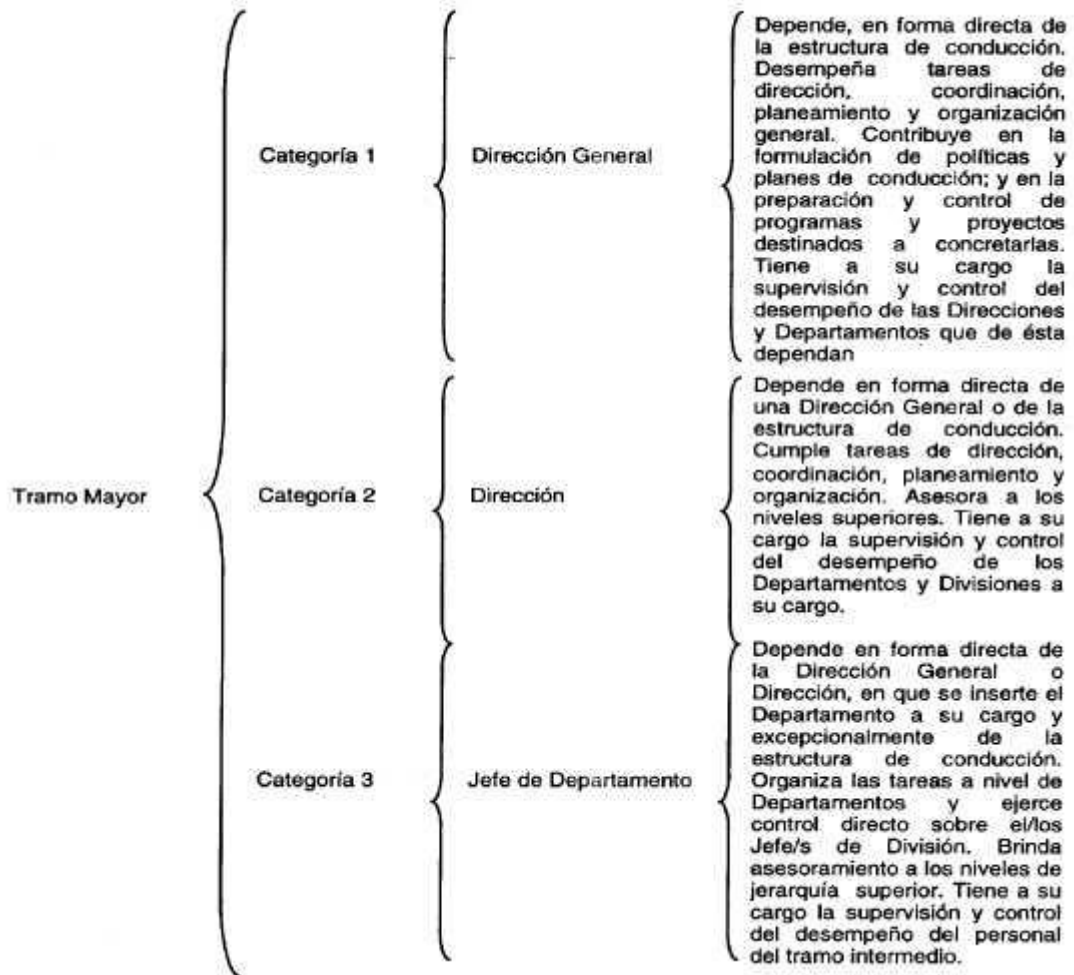 Tramo Mayor
Categoría 1
Dirección General
Depende, en forma directa de
la estructura de conducción.
Desempeña tareas de
dirección, coordinación,
planeamiento y organización
general. Contribuye en la
formulación de políticas y
planes de conducción; y en la
preparación y control de
programas y proyectos
destinados a concretarlas.
Tiene a su cargo la
supervisión y control del
desempeño de las Direcciones
y Departamentos que de ésta
dependan
Categoría 2
Dirección
Depende en forma directa de
una Dirección General o de la
estructura de conducción.
Cumple tareas de dirección,
coordinación, planeamiento y
organización. Asesora a los
niveles superiores. Tiene a su
cargo la supervisión y control
del desempeño de los
Departamentos y Divisiones a
su cargo.
Categoría 3
Jefe de Departamento
Depende en forma directa de
la Dirección General o
Dirección, en que se inserte el
Departamento a su cargo y
excepcionalmente de la
estructura de conducción.
Organiza las tareas a nivel de
Departamentos y ejerce
control directo sobre el/los
Jefe/s de División. Brinda
asesoramiento a los niveles de
jerarquía superior. Tiene a su
cargo la supervisión y control
del desempeño del personal
del tramo intermedio.